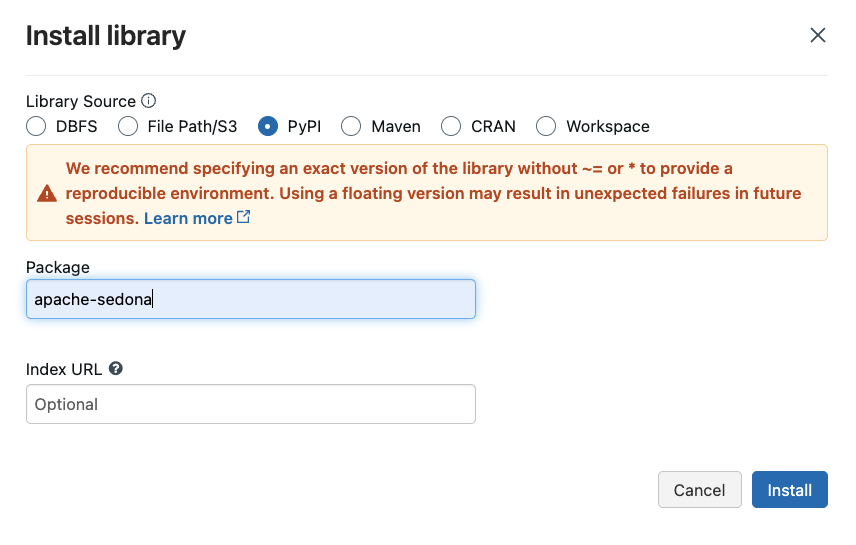 Install library
Library Source
DBFS File Path/S3 PyPI Maven CRAN Workspace
We recommend specifying an exact version of the library without ~= or * to provide a
reproducible environment. Using a floating version may result in unexpected failures in future
sessions. Learn more
Package
apache-sedona
Index URL
Optional
Cancel Install